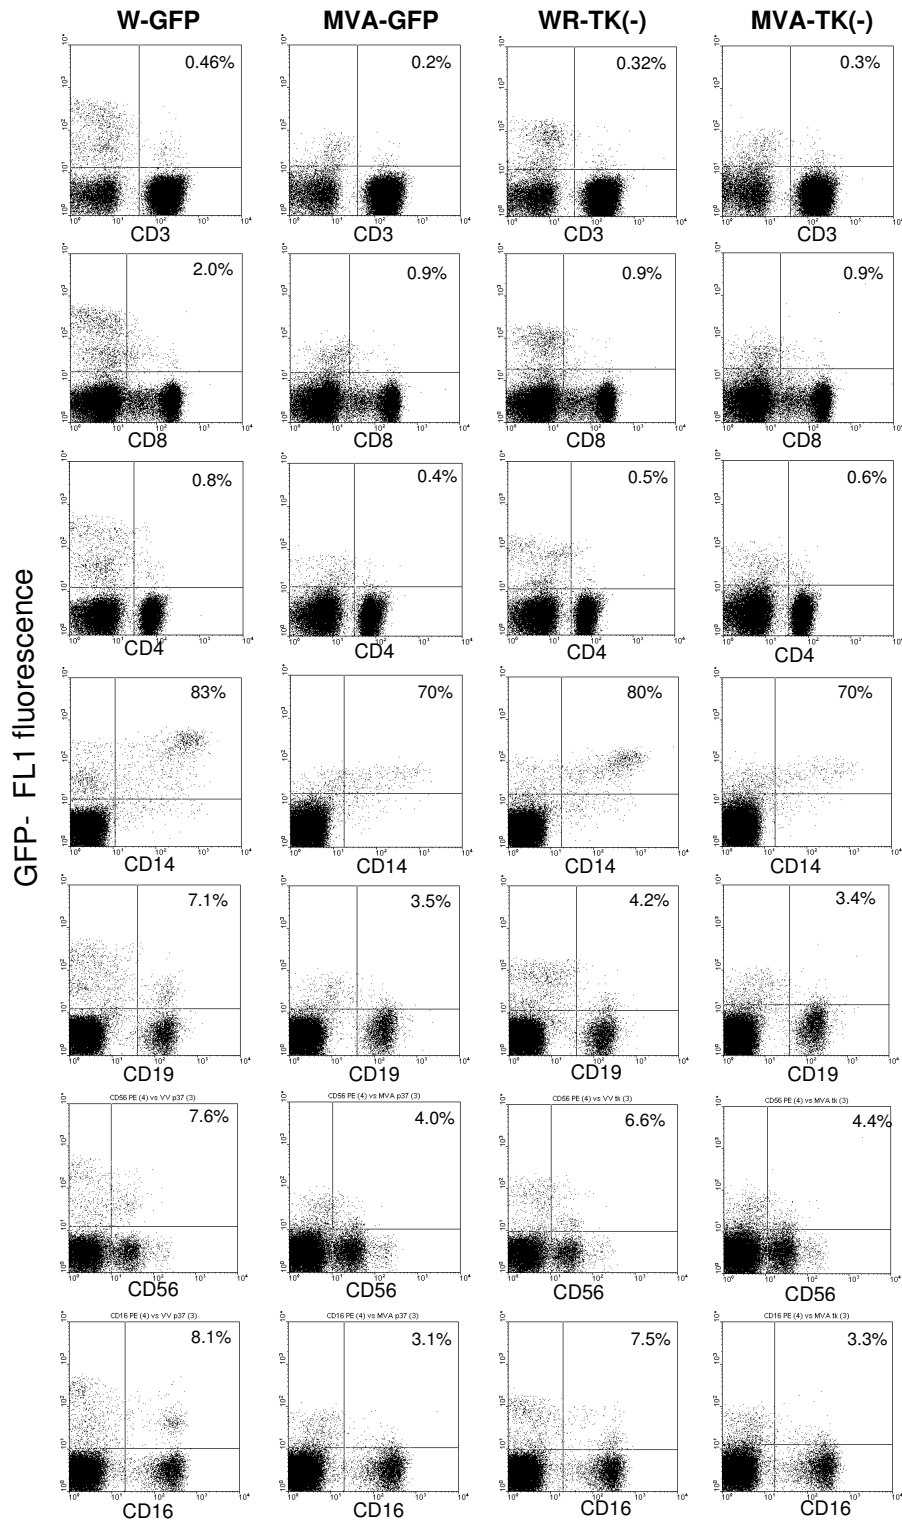 W-GFP MVA-GFP WR-TK(-) MVA-TK(-)
0.46% 0.2% 0.32% 0.3%
CD3 CD3 CD3 CD3
2.0% 0.9% 0.9% 0.9%
CD8 CD8 CD8 CD8
0.8% 0.4% 0.5% 0.6%
CD4 CD4 CD4 CD4
GFP- FL1 fluorescence
83% 70% 80% 70%
CD14 CD14 CD14 CD14
7.1% 3.5% 4.2% 3.4%
CD19 CD19 CD19 CD19
CD56 PE (4) vs VV p37 (3) CD56 PE (4) vs MVA p37 (3) CD56 PE (4) vs VV tk (3) CD56 PE (4) vs MVA tk (3)
7.6% 4.0% 6.6% 4.4%
CD56 CD56 CD56 CD56
CD16 PE (4) vs VV p37 (3) CD16 PE (4) vs MVA p37 (3) CD16 PE (4) vs VV tk (3) CD16 PE (4) vs MVA tk (3)
8.1% 3.1% 7.5% 3.3%
CD16 CD16 CD16 CD16